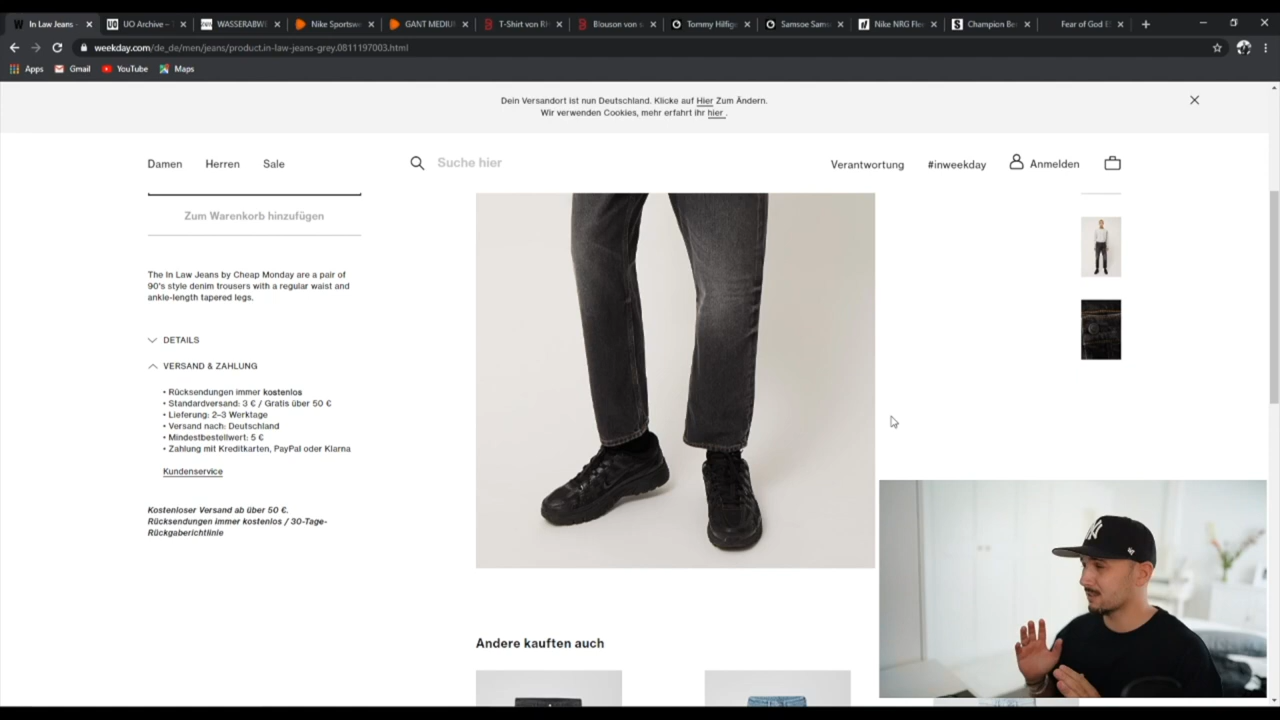 In Law Jeans -
UO Archive –
WASSERABW
Nike Sportsw
GANT MEDIU
T-Shirt von R
Blouson von
Tommy Hilfig
Samsoe Sam
Nike NRG Fle
Champion Be
Fear of God E
weekday.com/de_de/men/jeans/product.in-law-jeans-grey.0811197003.html
Apps
Gmail
YouTube
Maps
Dein Versandort ist nun Deutschland. Klicke auf Hier Zum Ändern.
Wir verwenden Cookies, mehr erfahrt ihr hier .
Damen
Herren
Sale
Suche hier
Verantwortung
#inweekday
Anmelden
Zum Warenkorb hinzufügen
The In Law Jeans by Cheap Monday are a pair of
90's style denim trousers with a regular waist and
ankle-length tapered legs.
DETAILS
VERSAND & ZAHLUNG
• Rücksendungen immer kostenlos
• Standardversand: 3 € / Gratis über 50 €
• Lieferung: 2–3 Werktage
• Versand nach: Deutschland
• Mindestbestellwert: 5 €
• Zahlung mit Kreditkarten, PayPal oder Klarna
Kundenservice
Kostenloser Versand ab über 50 €.
Rücksendungen immer kostenlos / 30-Tage-
Rückgaberichtlinie
Andere kauften auch